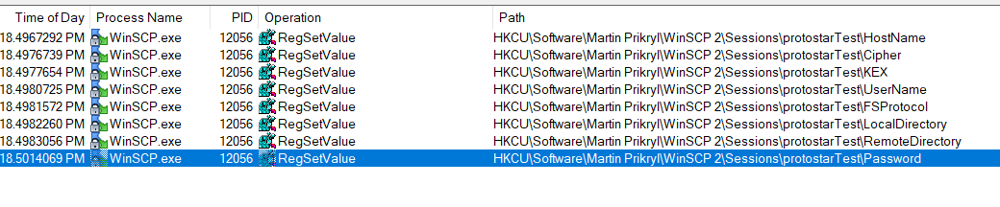 Time of Day Process Name PID Operation Path
18.4967292 PM WinSCP.exe 12056 RegSetValue HKCU\Software\Martin Prikryl\WinSCP 2\Sessions\protostarTest\HostName
18.4976739 PM WinSCP.exe 12056 RegSetValue HKCU\Software\Martin Prikryl\WinSCP 2\Sessions\protostarTest\Cipher
18.4977654 PM WinSCP.exe 12056 RegSetValue HKCU\Software\Martin Prikryl\WinSCP 2\Sessions\protostarTest\KEX
18.4980725 PM WinSCP.exe 12056 RegSetValue HKCU\Software\Martin Prikryl\WinSCP 2\Sessions\protostarTest\UserName
18.4981572 PM WinSCP.exe 12056 RegSetValue HKCU\Software\Martin Prikryl\WinSCP 2\Sessions\protostarTest\FSProtocol
18.4982260 PM WinSCP.exe 12056 RegSetValue HKCU\Software\Martin Prikryl\WinSCP 2\Sessions\protostarTest\LocalDirectory
18.4983056 PM WinSCP.exe 12056 RegSetValue HKCU\Software\Martin Prikryl\WinSCP 2\Sessions\protostarTest\RemoteDirectory
18.5014069 PM WinSCP.exe 12056 RegSetValue HKCU\Software\Martin Prikryl\WinSCP 2\Sessions\protostarTest\Password